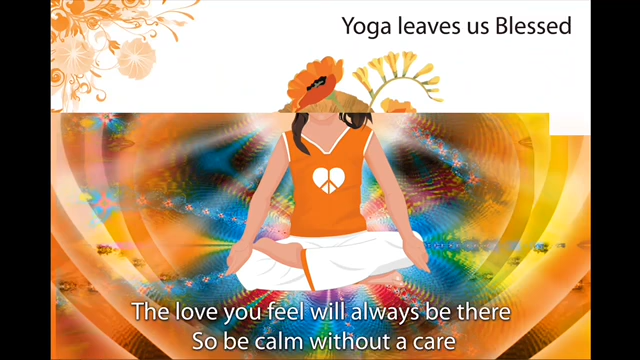 Yoga leaves us Blessed
The love you feel will always be there
So be calm without a care